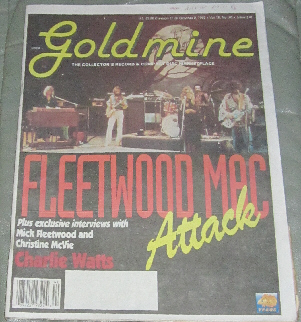 Goldmine
THE COLLECTOR'S RECORD & COMPACT DISC MARKETPLACE
FLEETWOOD MAC
Attack
Plus exclusive interviews with
Mick Fleetwood and
Christine McVie
Charlie Watts